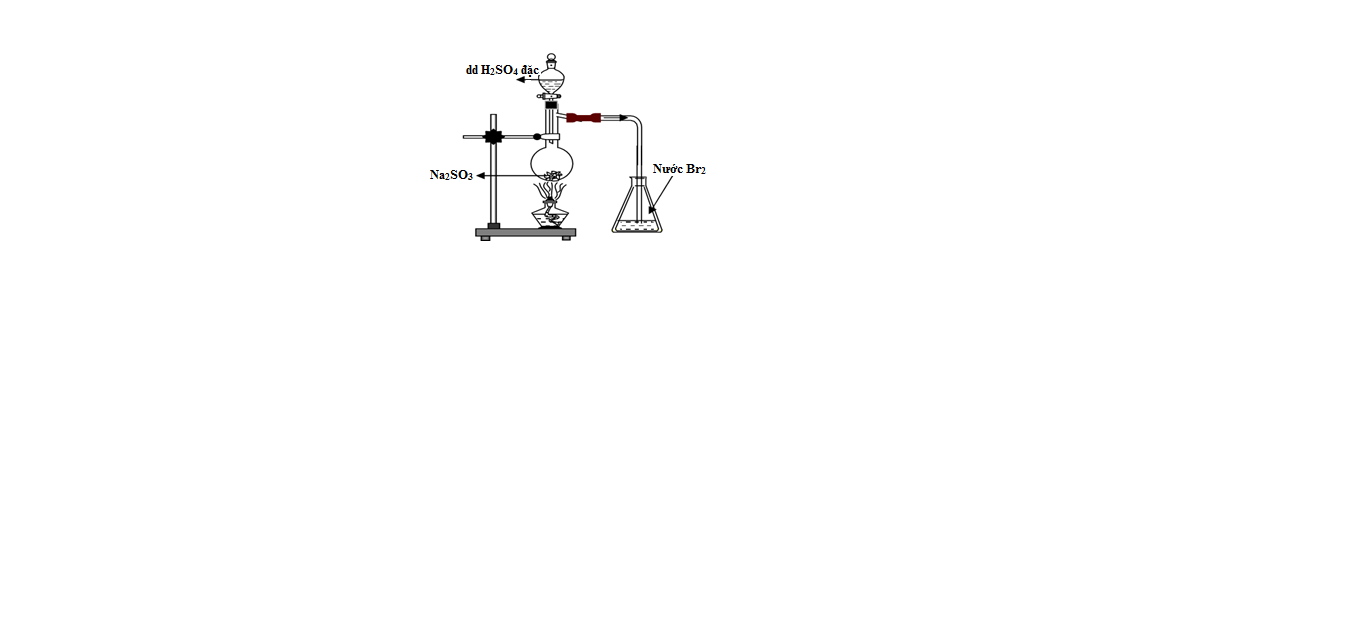 dd H₂SO₄ đặc
Na₂SO₃
Nước Br₂